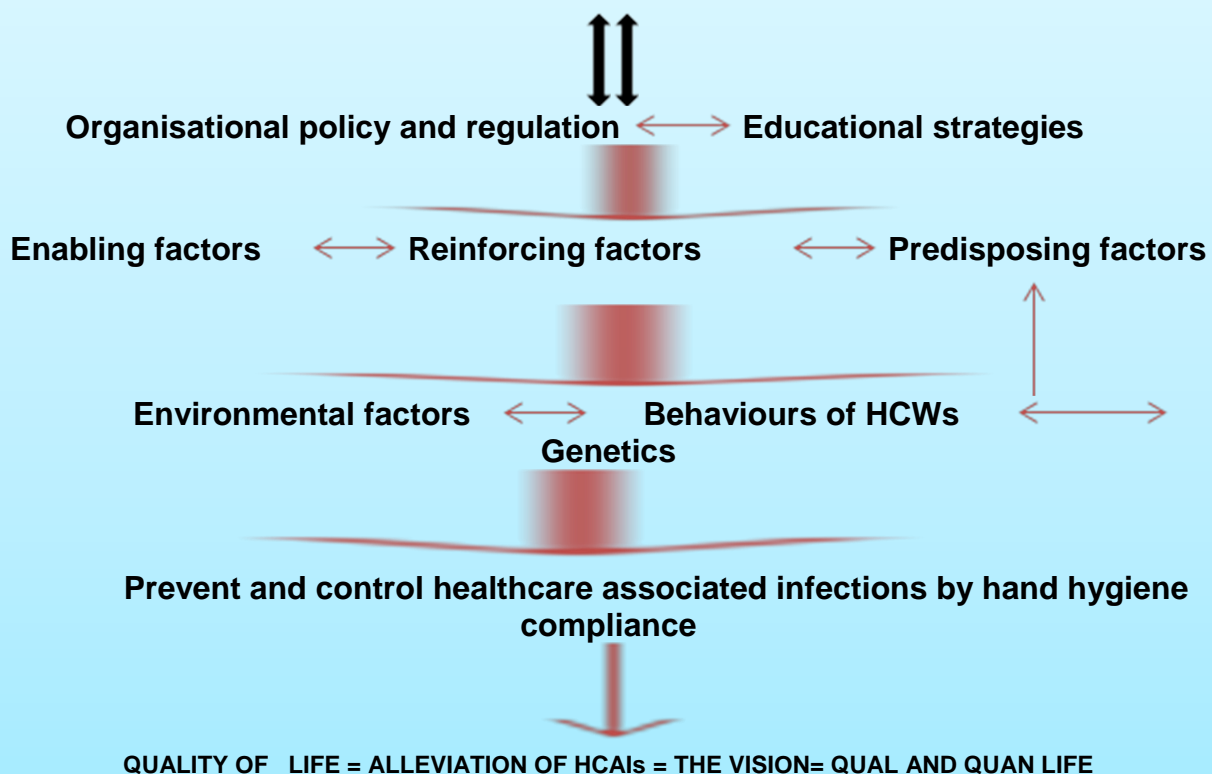 Organisational policy and regulation Educational strategies
Enabling factors Reinforcing factors Predisposing factors
Environmental factors Behaviours of HCWs
Genetics
Prevent and control healthcare associated infections by hand hygiene
compliance
QUALITY OF LIFE = ALLEVIATION OF HCAIs = THE VISION= QUAL AND QUAN LIFE